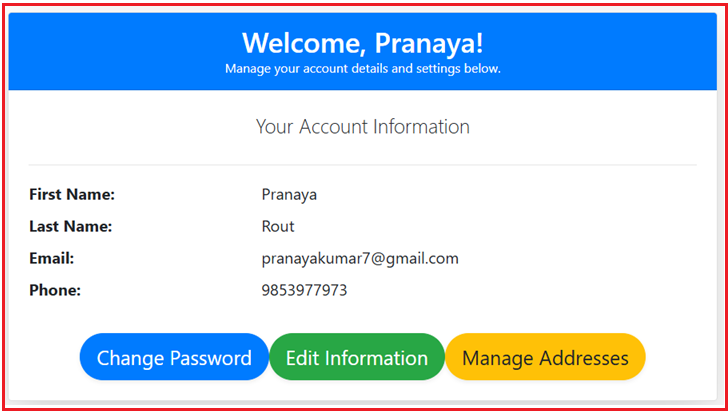 Welcome, Pranaya!
Manage your account details and settings below.
Your Account Information
First Name: Pranaya
Last Name: Rout
Email: pranayakumar7@gmail.com
Phone: 9853977973
Change Password Edit Information Manage Addresses